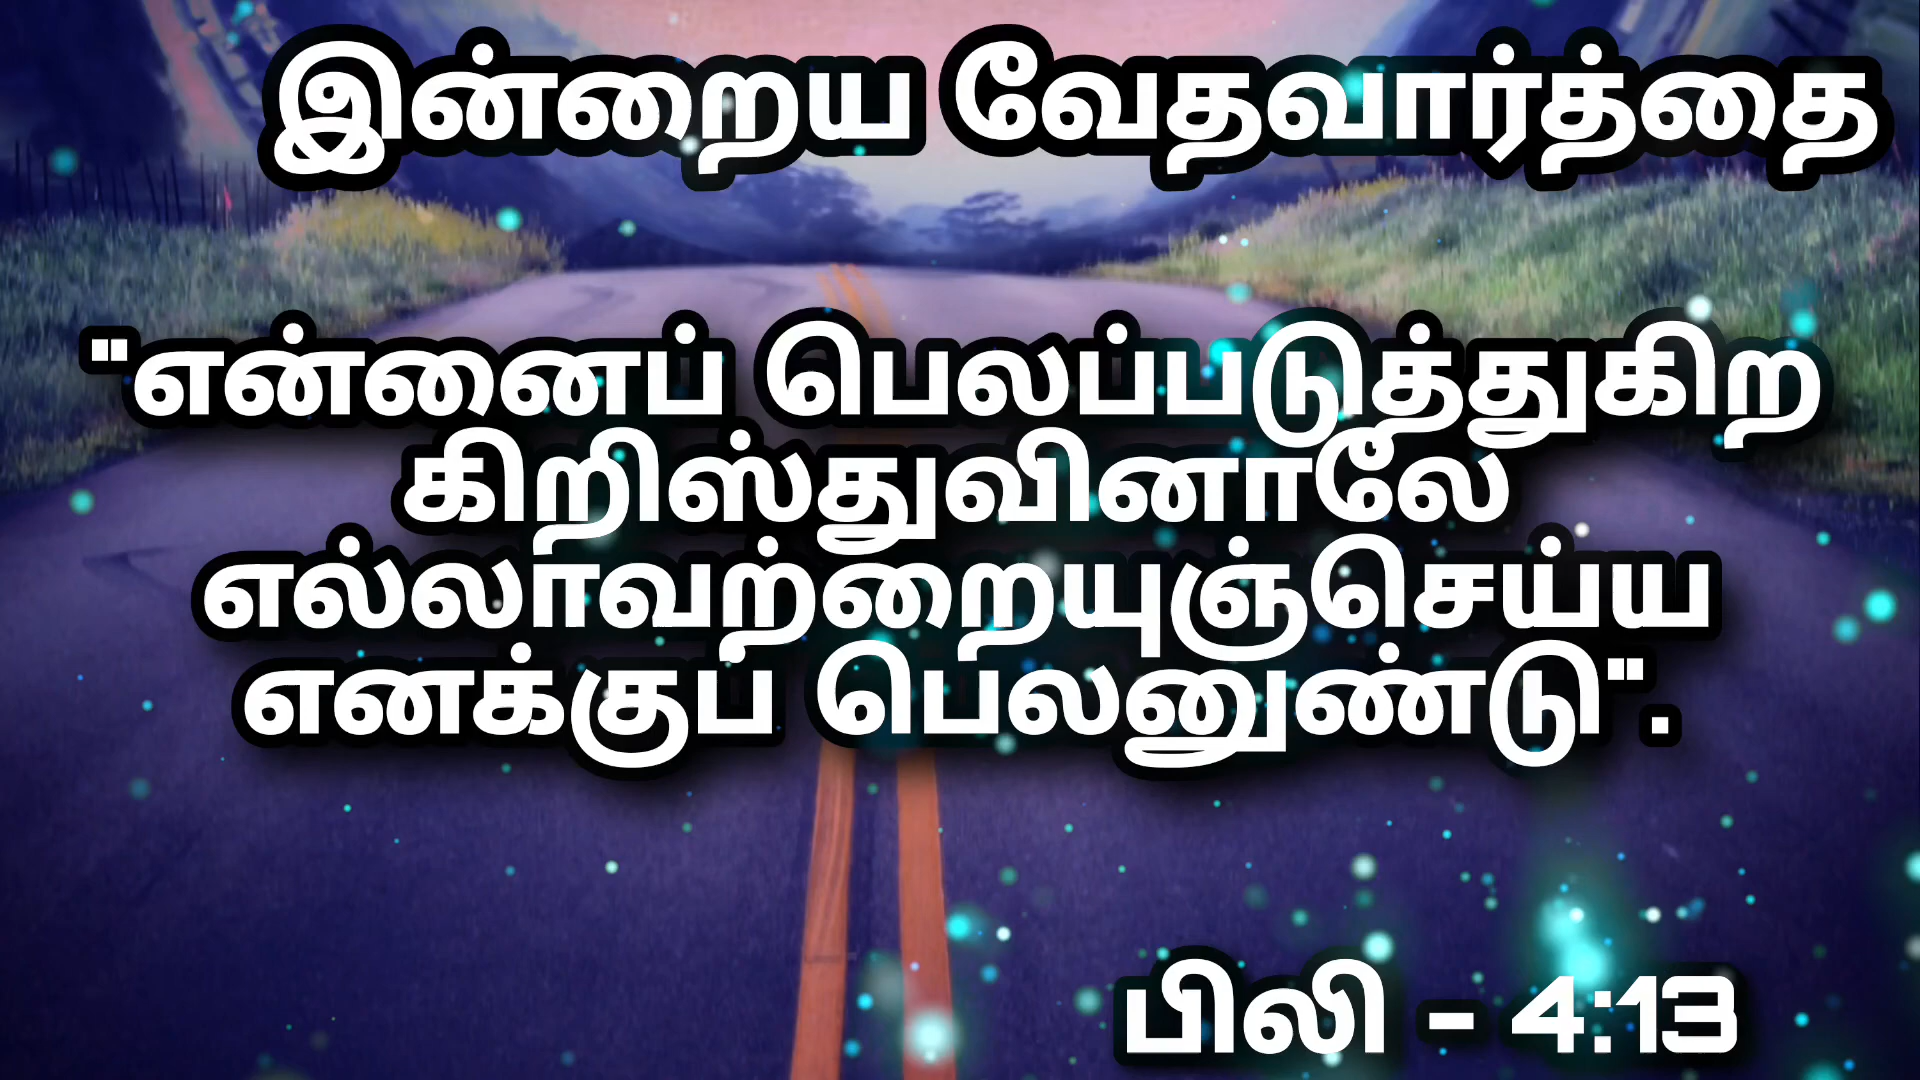 இன்றைய வேதவார்த்தை
"என்னைப் பெலப்படுத்துகிற
கிறிஸ்துவினாலே
எல்லாவற்றையுஞ்செய்ய
எனக்குப் பெலனுண்டு".
பிலி - 4:13